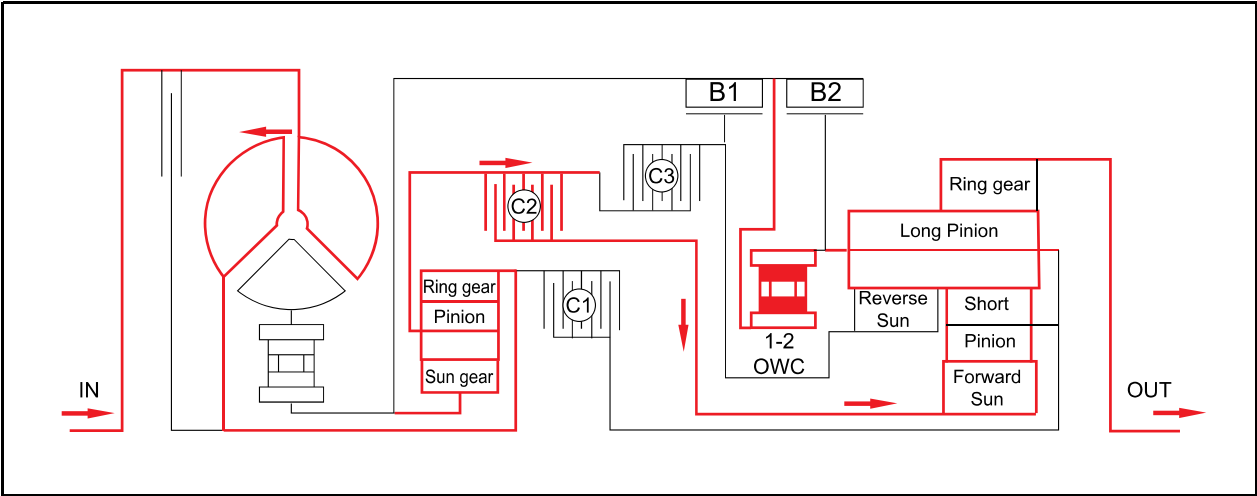 B1
B2
C3
C2
Ring gear
Long Pinion
Ring gear
Pinion
C1
Reverse
Sun
Short
Pinion
1-2
OWC
Sun gear
Forward
Sun
IN
OUT